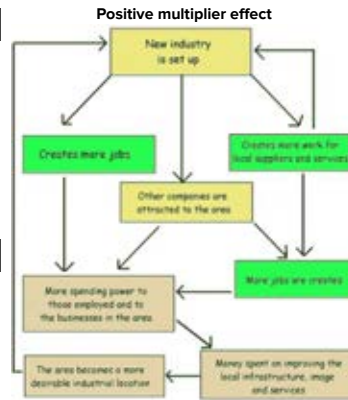 Positive multiplier effect
New industry
is set up
Creates more jobs
Creates more work for
local suppliers and services
Other companies are
attracted to the area
More jobs are created
More spending power to
those employed and to
the businesses in the area
The area becomes a more
desirable industrial location
Money spent on improving the
local infrastructure, image
and services